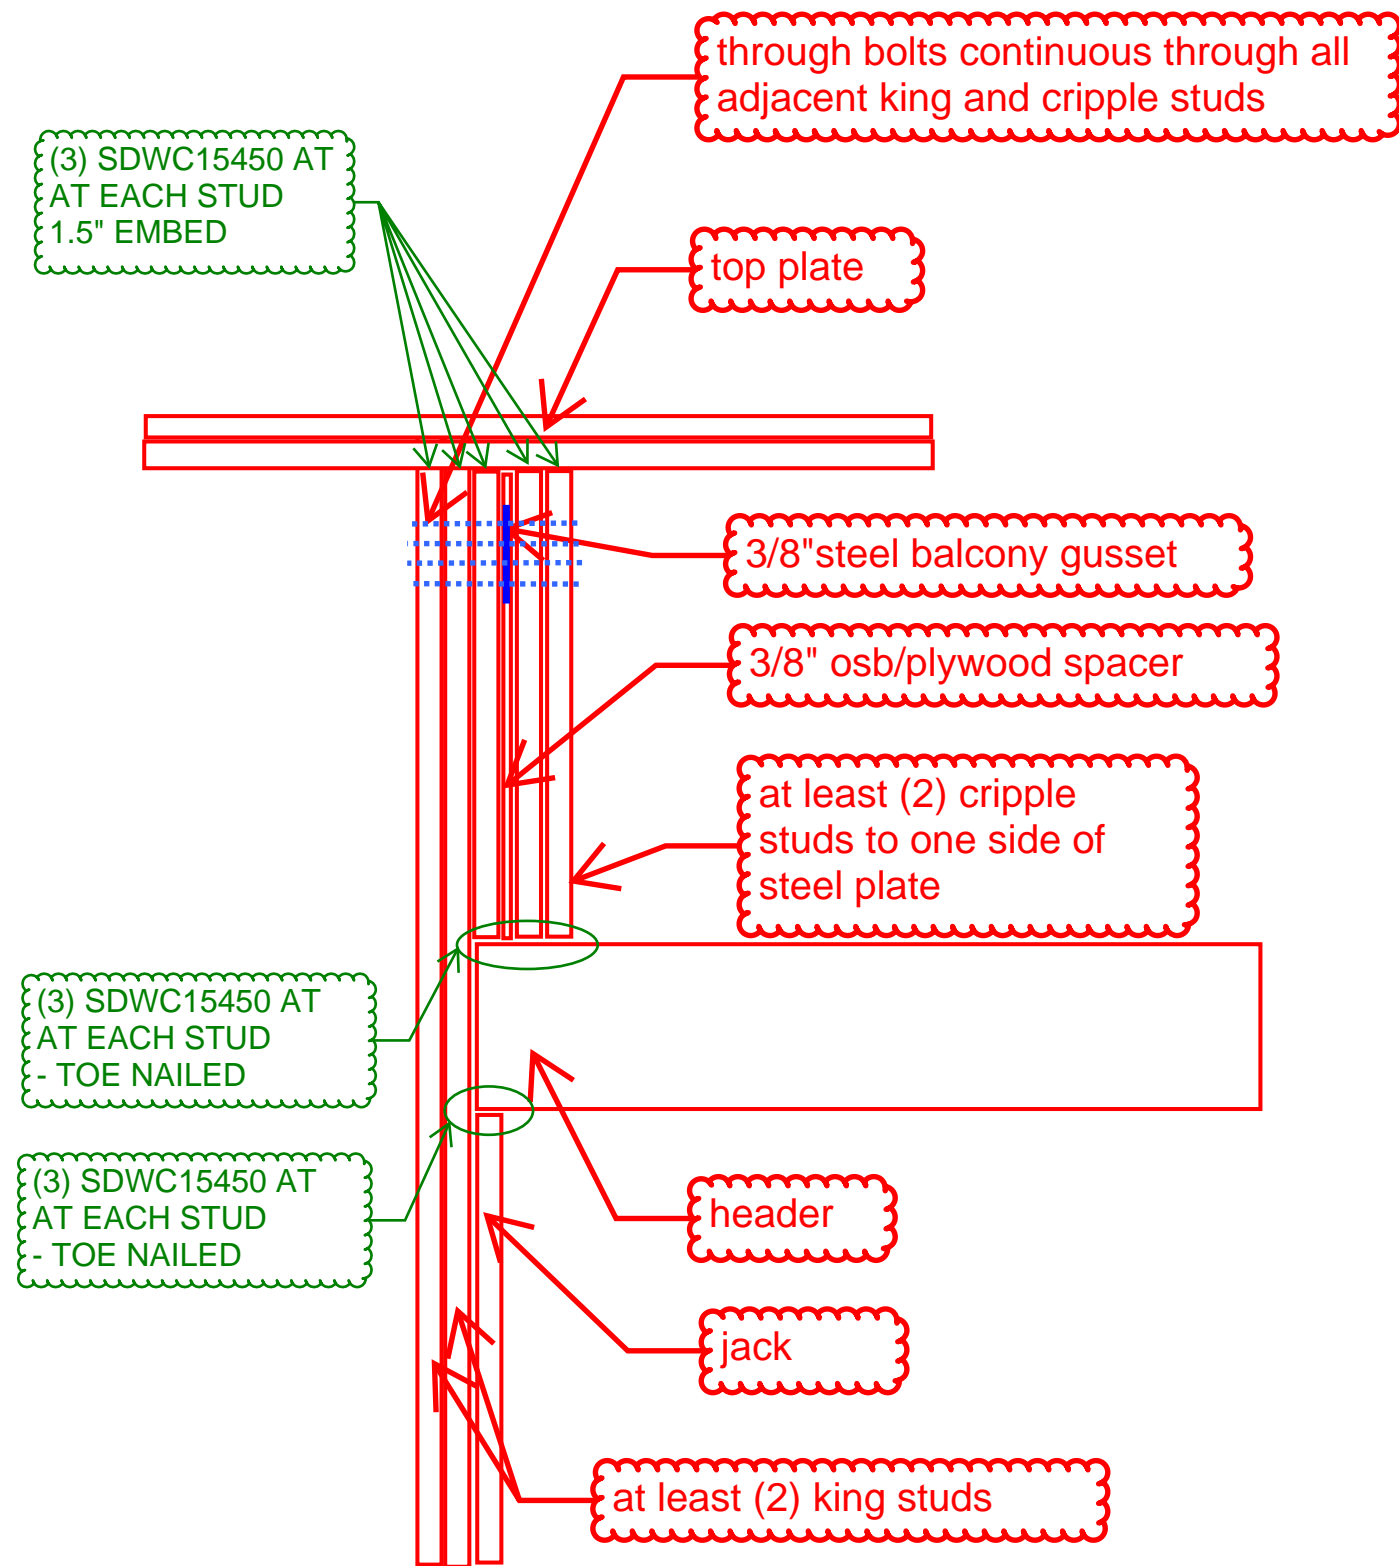 through bolts continuous through all
adjacent king and cripple studs
(3) SDWC15450 AT
AT EACH STUD
1.5" EMBED
top plate
3/8"steel balcony gusset
3/8" osb/plywood spacer
at least (2) cripple
studs to one side of
steel plate
(3) SDWC15450 AT
AT EACH STUD
- TOE NAILED
(3) SDWC15450 AT
AT EACH STUD
- TOE NAILED
header
jack
at least (2) king studs